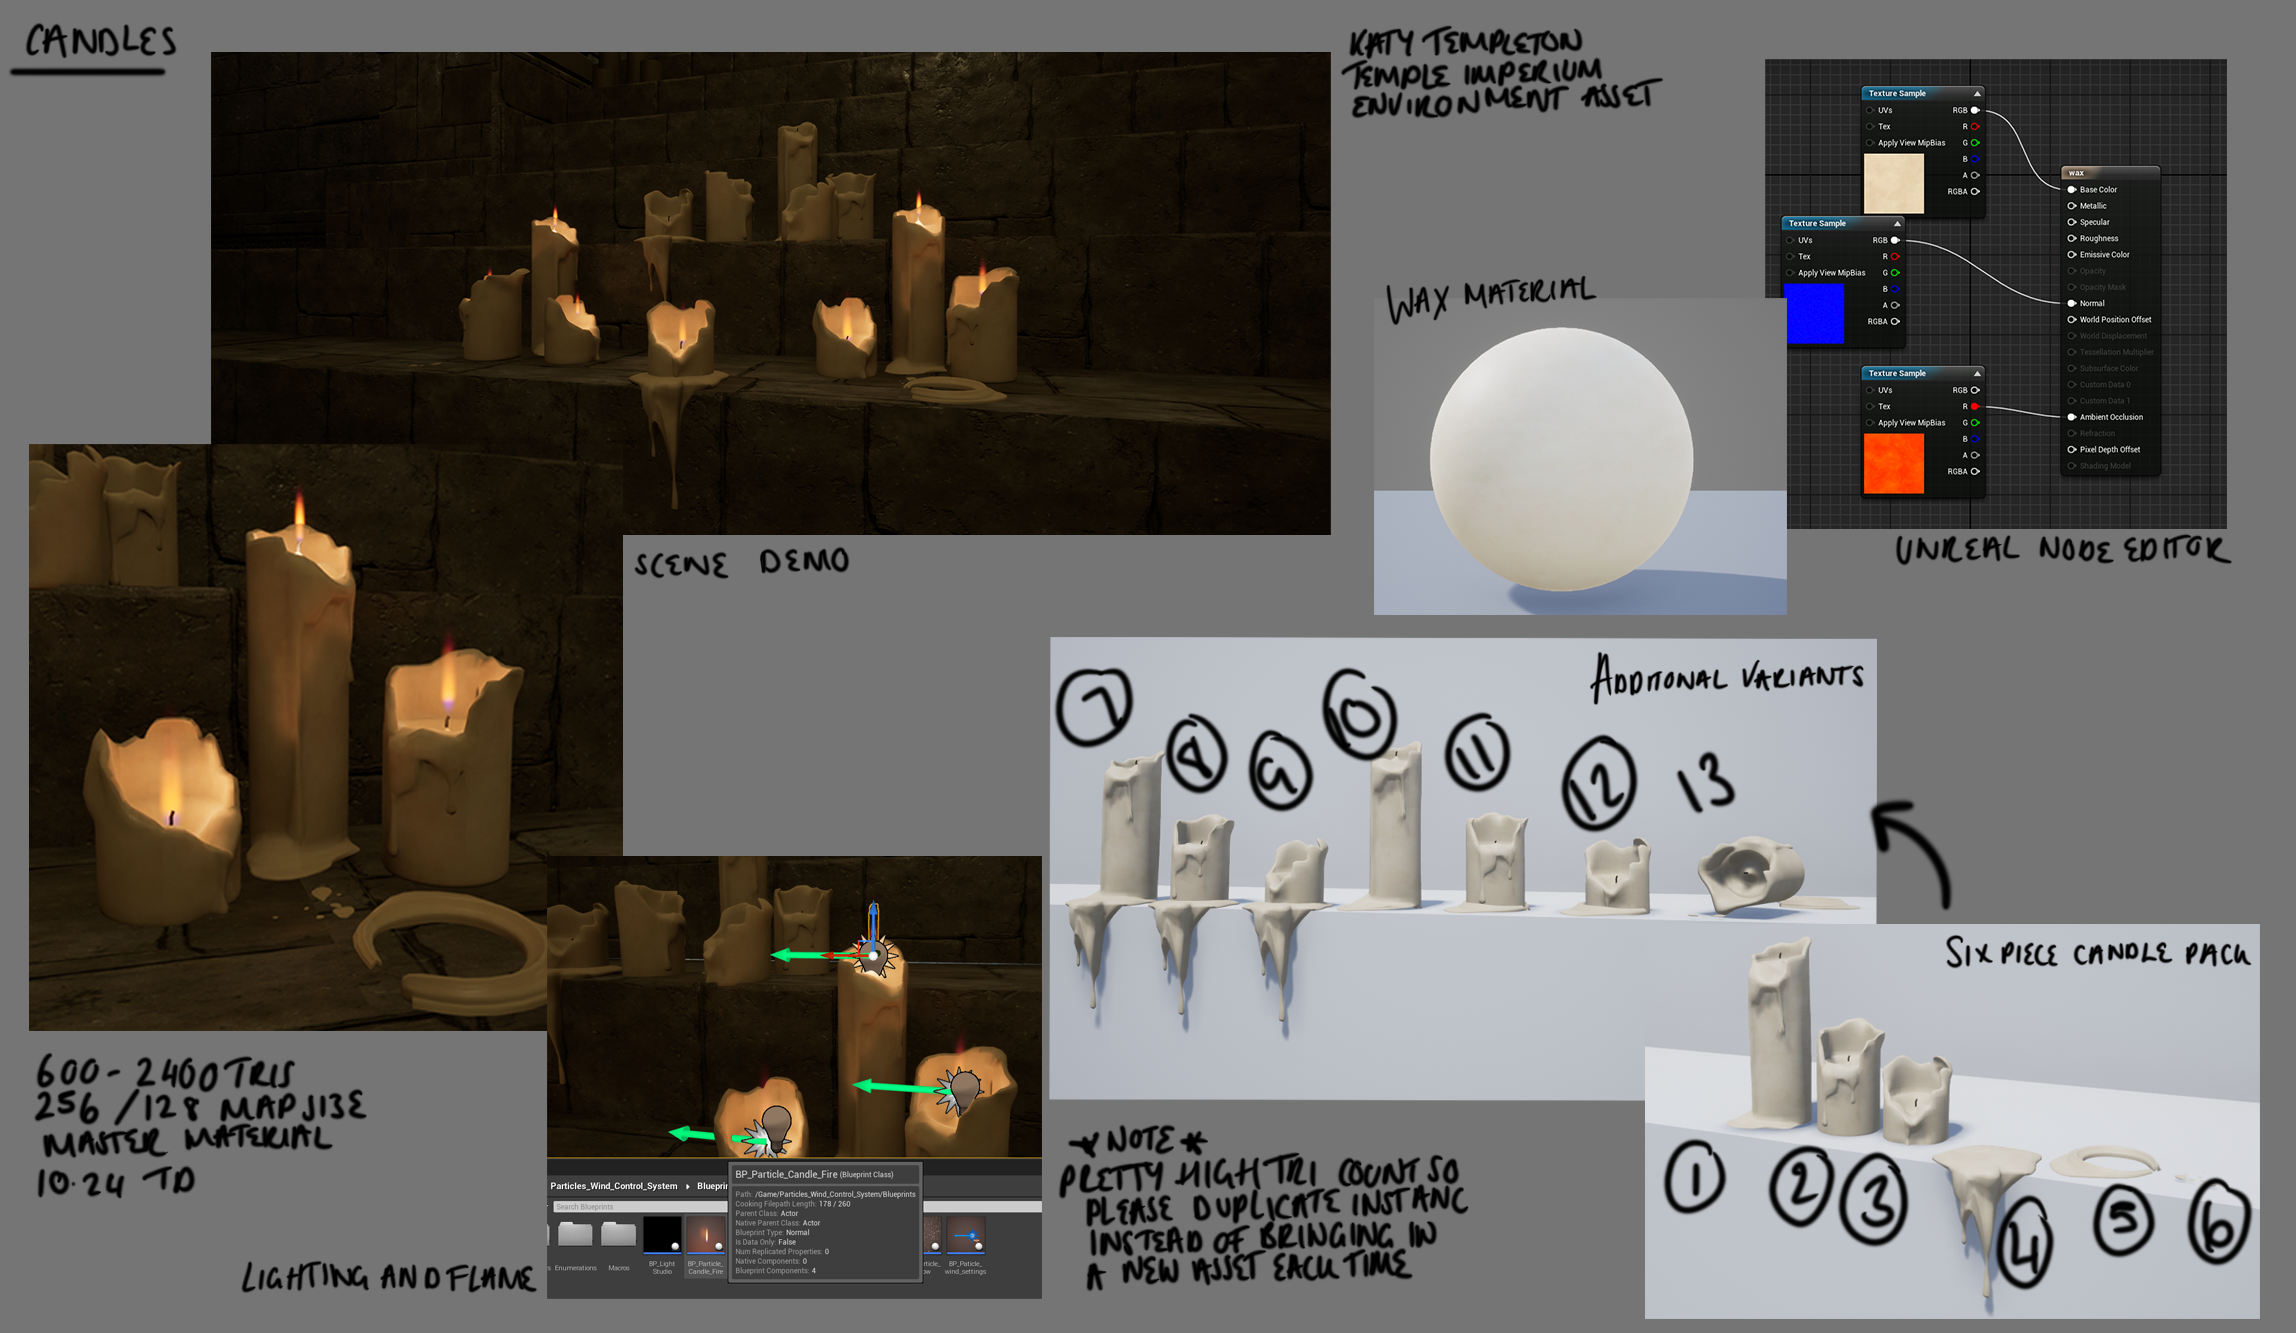 CANDLES
KATY TEMPLETON
TEMPLE IMPERIUM
ENVIRONMENT ASSET
Texture Sample
UVs RGB
Tex R
Apply View MipBias G
B
A
RGBA
Texture Sample
UVs RGB
Tex R
Apply View MipBias G
B
A
RGBA
Texture Sample
UVs RGB
Tex R
Apply View MipBias G
B
A
RGBA
wax
Base Color
Metallic
Specular
Roughness
Emissive Color
Opacity
Opacity Mask
Normal
World Position Offset
World Displacement
Tessellation Multiplier
Subsurface Color
Custom Data 0
Custom Data 1
Ambient Occlusion
Refraction
Pixel Depth Offset
Shading Model
WAX MATERIAL
UNREAL NODE EDITOR
SCENE DEMO
ADDITONAL VARIANTS
7
8
9
10
11
12
13
SIX PIECE CANDLE PACK
1
2
3
4
5
6
600-2400 TRIS
256/128 MAP SIZE
MASTER MATERIAL
10.24 TD
LIGHTING AND FLAME
Particles_Wind_Control_System Blueprin
Search Blueprints
BP_Particle_Candle_Fire (Blueprint Class)
Path: /Game/Particles_Wind_Control_System/Blueprints
Cooking Filepath Length: 178 / 260
Parent Class: Actor
Native Parent Class: Actor
Blueprint Type: Normal
Is Data Only: False
Num Replicated Properties: 0
Native Components: 0
Blueprint Components: 4
s
Enumerations
Macros
BP_Light
Studio
BP_Particle_
Candle_Fire
rticle_
ow
BP_Paticle_
wind_settings
*NOTE*
PRETTY HIGH TRI COUNT SO
PLEASE DUPLICATE INSTANC
INSTEAD OF BRINGING IN
A NEW ASSET EACH TIME